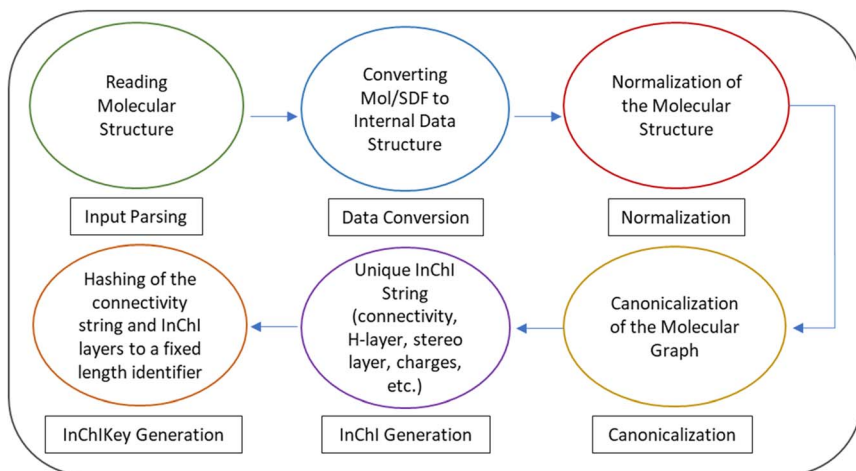 Reading
Molecular
Structure
Converting
Mol/SDF to
Internal Data
Structure
Normalization of
the Molecular
Structure
Input Parsing
Data Conversion
Normalization
Hashing of the
connectivity
string and InChI
layers to a fixed
length identifier
Unique InChI
String
(connectivity,
H-layer, stereo
layer, charges,
etc.)
Canonicalization
of the Molecular
Graph
InChIKey Generation
InChI Generation
Canonicalization